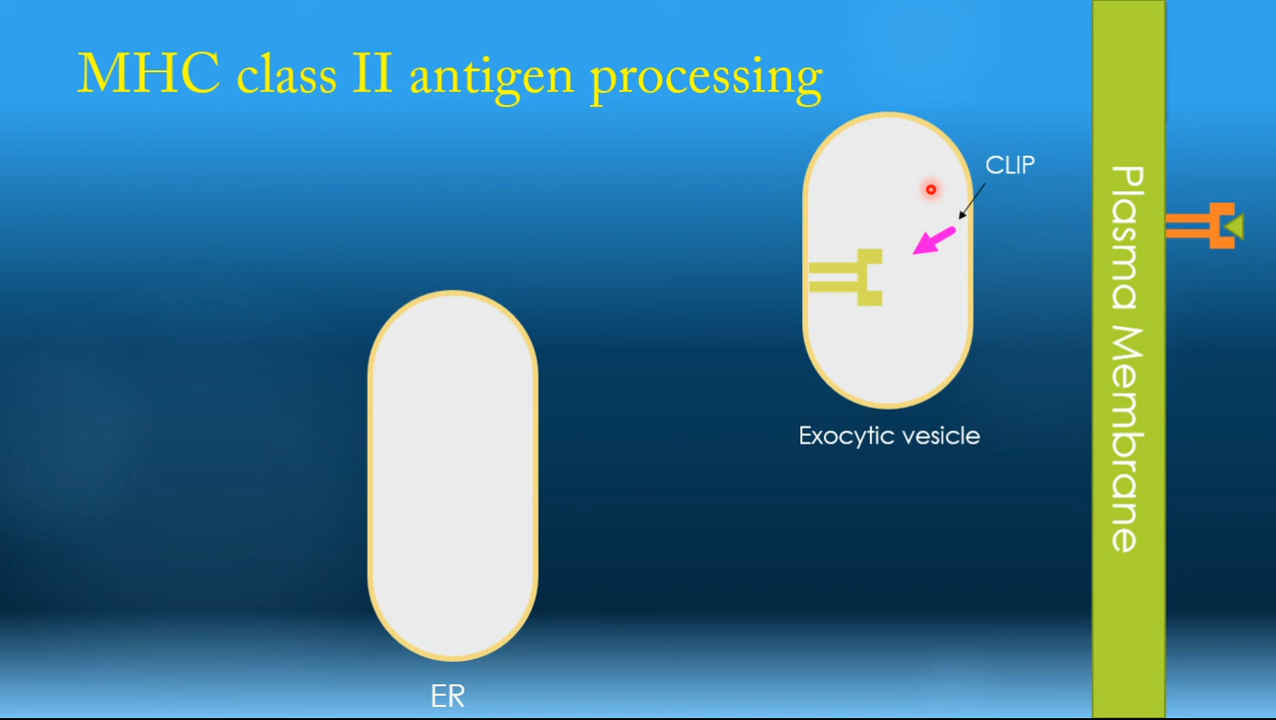 MHC class II antigen processing
CLIP
Plasma Membrane
Exocytic vesicle
ER